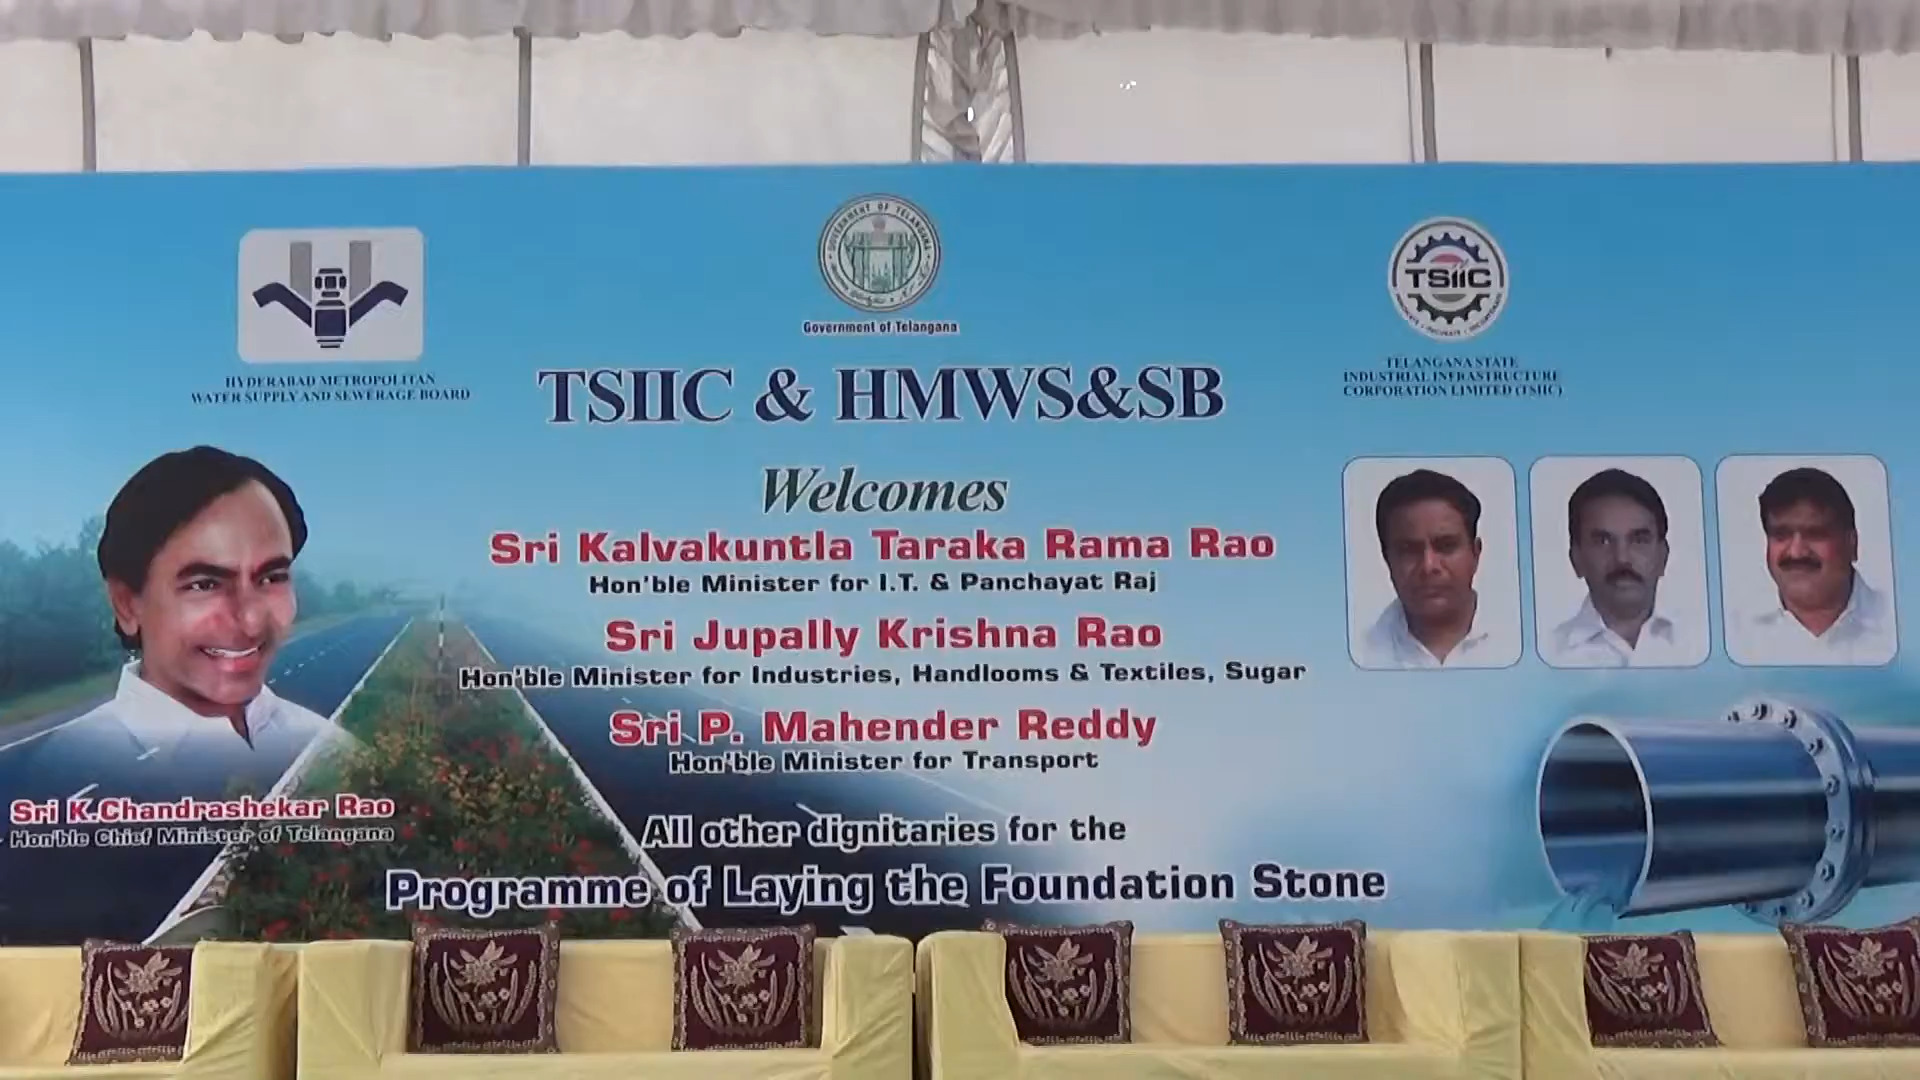 GOVERNMENT OF TELANGANA
Government of Telangana
HYDERABAD METROPOLITAN
WATER SUPPLY AND SEWERAGE BOARD
TSIIC
TELANGANA STATE
INDUSTRIAL INFRASTRUCTURE
CORPORATION LIMITED (TSIIC)
TSIIC & HMWS&SB
Welcomes
Sri Kalvakuntla Taraka Rama Rao
Hon'ble Minister for I.T. & Panchayat Raj
Sri Jupally Krishna Rao
Hon'ble Minister for Industries, Handlooms & Textiles, Sugar
Sri P. Mahender Reddy
Hon'ble Minister for Transport
Sri K.Chandrashekar Rao
Hon'ble Chief Minister of Telangana
All other dignitaries for the
Programme of Laying the Foundation Stone